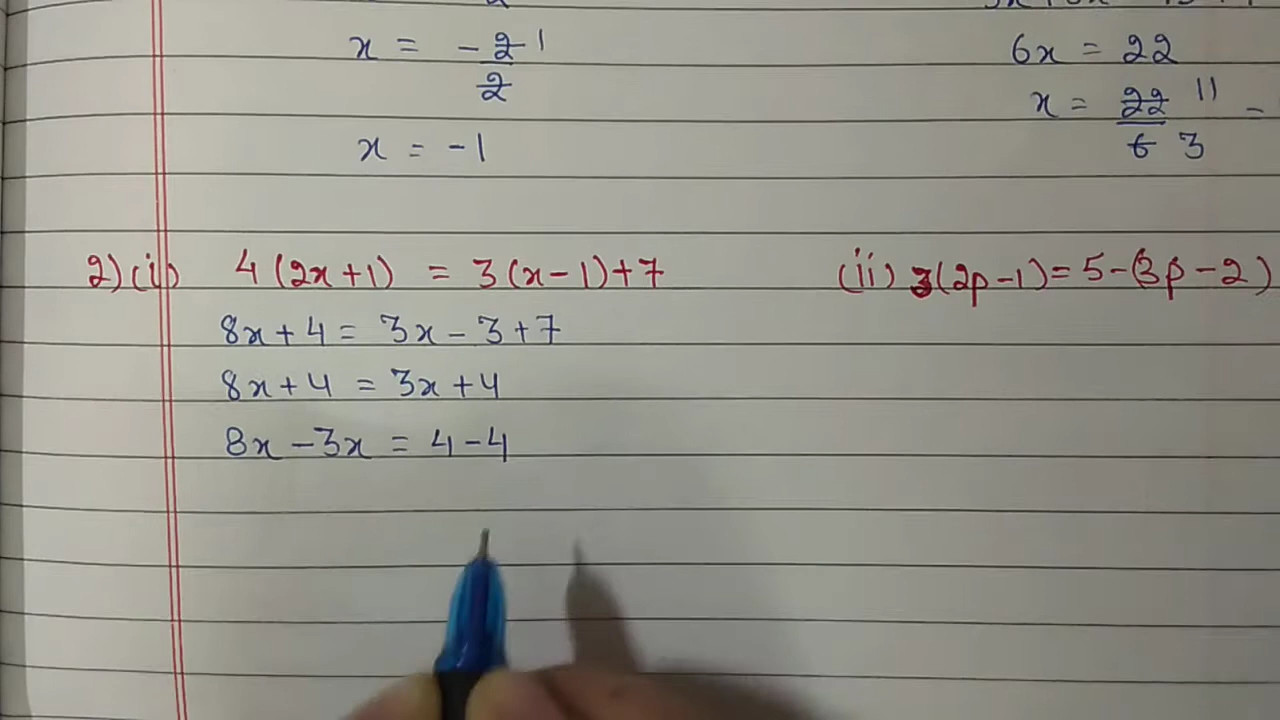 x = -2 1
2
x = -1
6x = 22
x = 22 11 =
6 3
2)(i) 4(2x+1) = 3(x-1)+7
8x+4 = 3x-3+7
8x+4 = 3x+4
8x-3x = 4-4
(ii) 3(2p-1)=5-(3p-2)